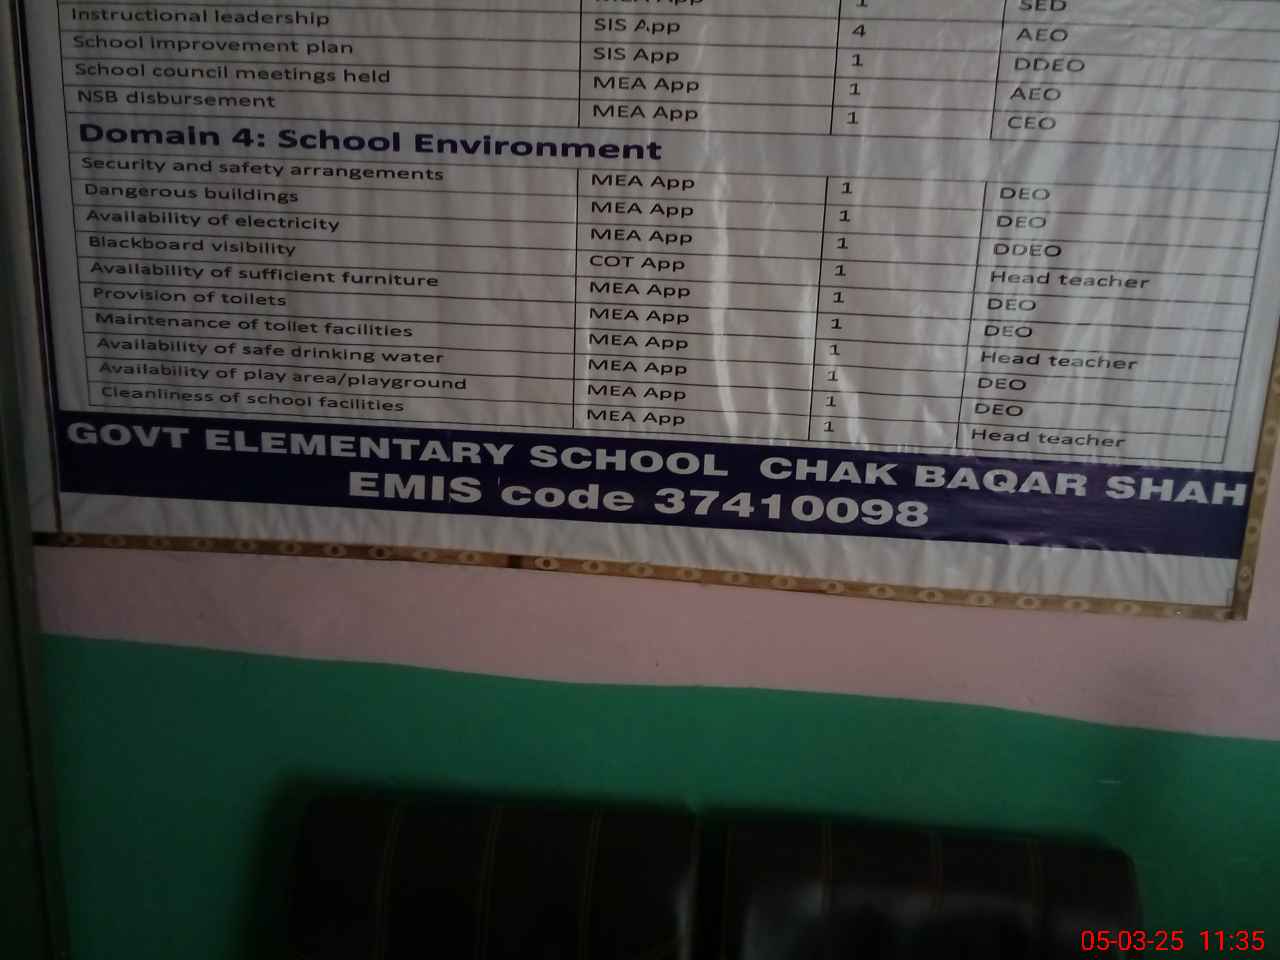 App 1 SED
Instructional leadership SIS App 4 AEO
School improvement plan SIS App 1 DDEO
School council meetings held MEA App 1 AEO
NSB disbursement MEA App 1 CEO
Domain 4: School Environment
Security and safety arrangements MEA App 1 DEO
Dangerous buildings MEA App 1 DEO
Availability of electricity MEA App 1 DDEO
Blackboard visibility COT App 1 Head teacher
Availability of sufficient furniture MEA App 1 DEO
Provision of toilets MEA App 1 DEO
Maintenance of toilet facilities MEA App 1 Head teacher
Availability of safe drinking water MEA App 1 DEO
Availability of play area/playground MEA App 1 DEO
Cleanliness of school facilities MEA App 1 Head teacher
GOVT ELEMENTARY SCHOOL CHAK BAQAR SHAH
EMIS code 37410098
05-03-25 11:35